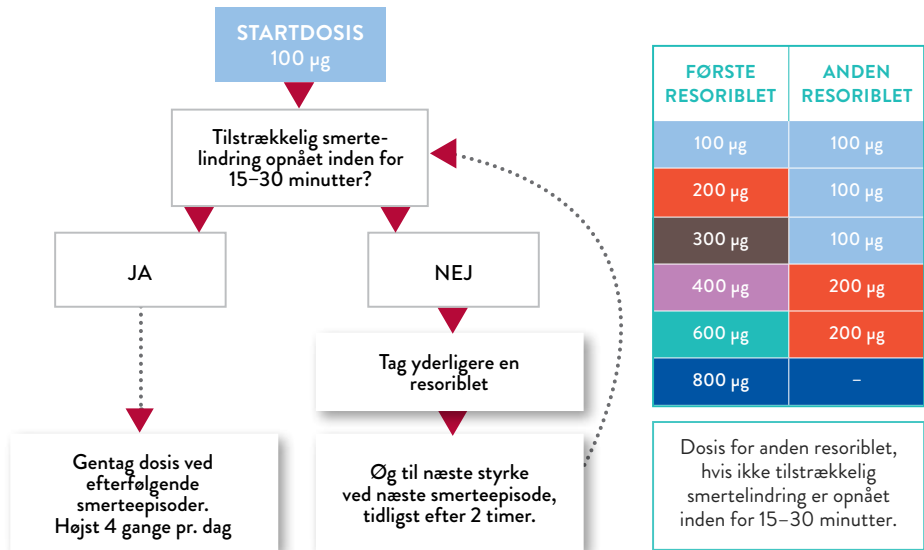 STARTDOSIS
100 µg
Tilstrækkelig smerte-
lindring opnået inden for
15–30 minutter?
JA
NEJ
Tag yderligere en
resoriblet
Gentag dosis ved
efterfølgende
smerteepisoder.
Højst 4 gange pr. dag
Øg til næste styrke
ved næste smerteepisode,
tidligst efter 2 timer.
FØRSTE RESORIBLET
ANDEN RESORIBLET
100 µg 100 µg
200 µg 100 µg
300 µg 100 µg
400 µg 200 µg
600 µg 200 µg
800 µg –
Dosis for anden resoriblet,
hvis ikke tilstrækkelig
smertelindring er opnået
inden for 15–30 minutter.